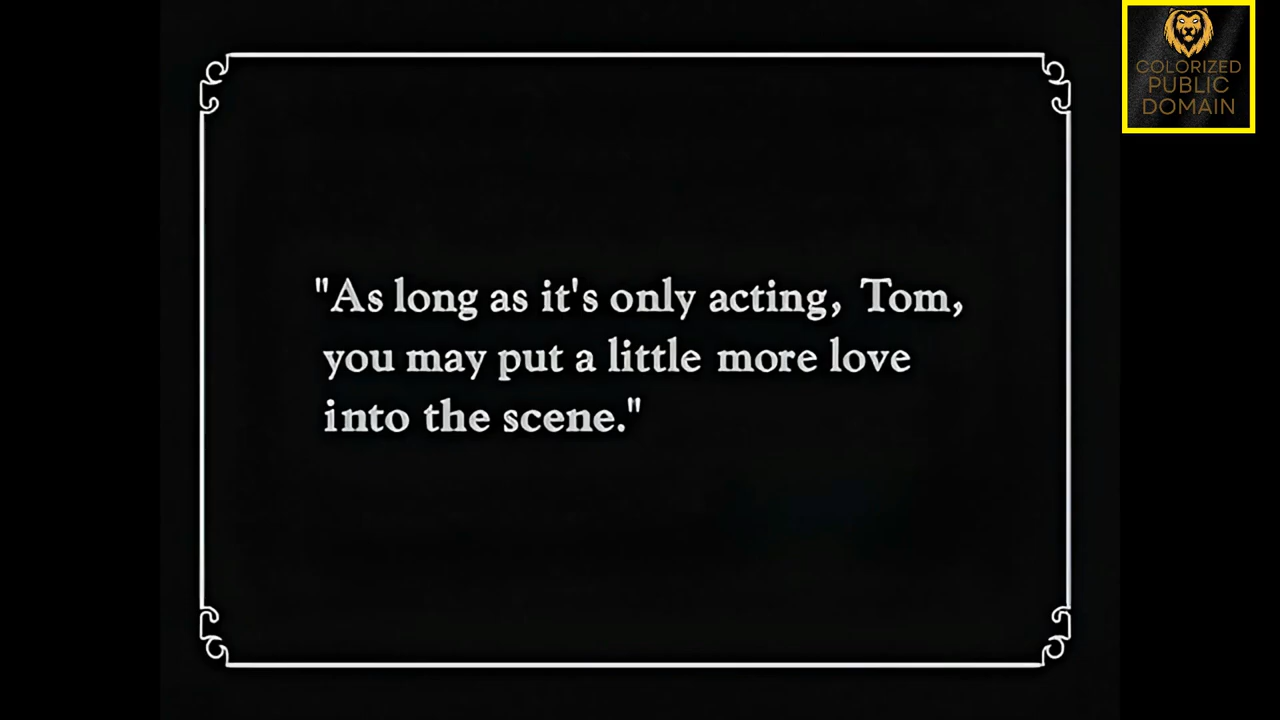 "As long as it's only acting, Tom,
you may put a little more love
into the scene."
COLORIZED
PUBLIC
DOMAIN